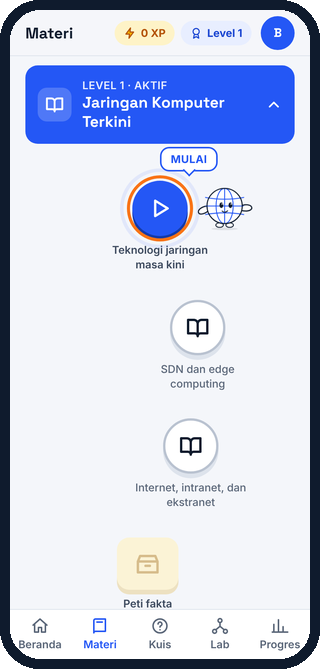 Materi
0 XP
Level 1
B
LEVEL 1 · AKTIF
Jaringan Komputer
Terkini
MULAI
Teknologi jaringan
masa kini
SDN dan edge
computing
Internet, intranet, dan
ekstranet
Peti fakta
Beranda
Materi
Kuis
Lab
Progres